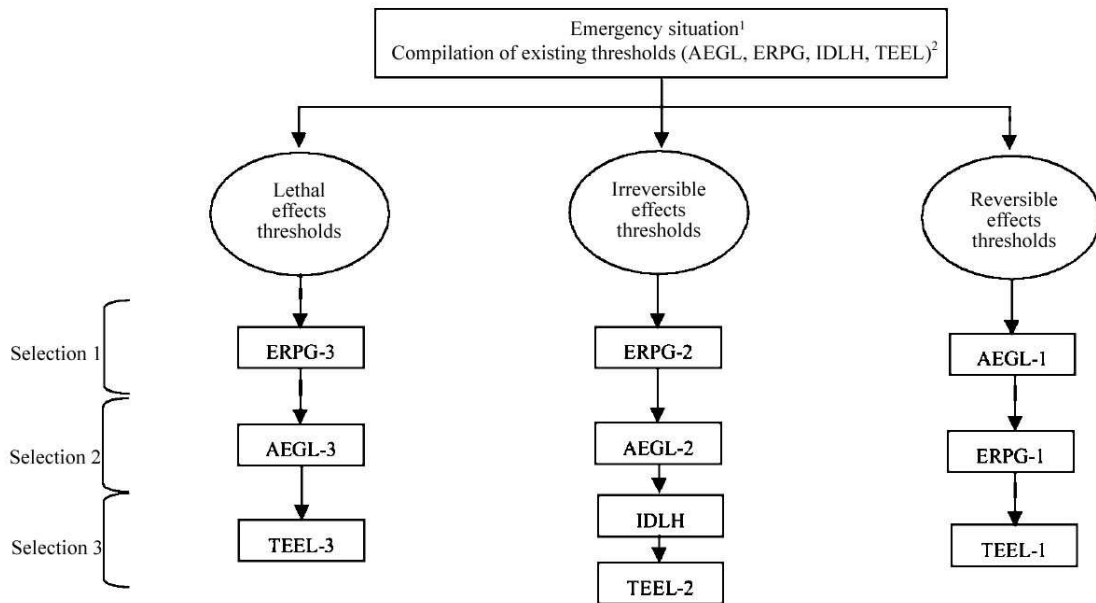 Emergency situation¹
Compilation of existing thresholds (AEGL, ERPG, IDLH, TEEL)²
Lethal
effects
thresholds
Irreversible
effects
thresholds
Reversible
effects
thresholds
Selection 1
ERPG-3
ERPG-2
AEGL-1
Selection 2
AEGL-3
AEGL-2
ERPG-1
Selection 3
TEEL-3
IDLH
TEEL-2
TEEL-1